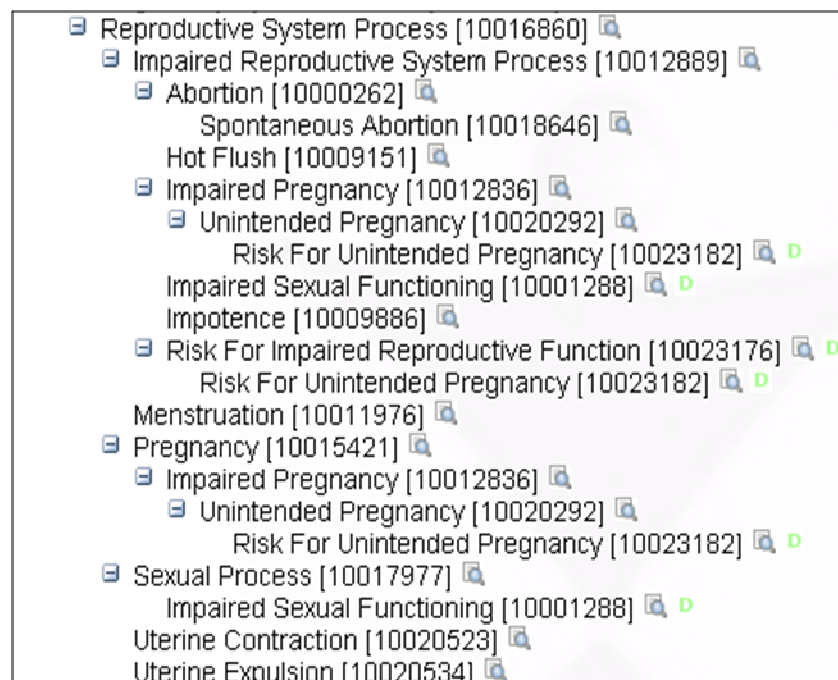 Reproductive System Process [10016860]
Impaired Reproductive System Process [10012889]
Abortion [10000262]
Spontaneous Abortion [10018646]
Hot Flush [10009151]
Impaired Pregnancy [10012836]
Unintended Pregnancy [10020292]
Risk For Unintended Pregnancy [10023182] D
Impaired Sexual Functioning [10001288] D
Impotence [10009886]
Risk For Impaired Reproductive Function [10023176] D
Risk For Unintended Pregnancy [10023182] D
Menstruation [10011976]
Pregnancy [10015421]
Impaired Pregnancy [10012836]
Unintended Pregnancy [10020292]
Risk For Unintended Pregnancy [10023182] D
Sexual Process [10017977]
Impaired Sexual Functioning [10001288] D
Uterine Contraction [10020523]
Uterine Expulsion [10020534]